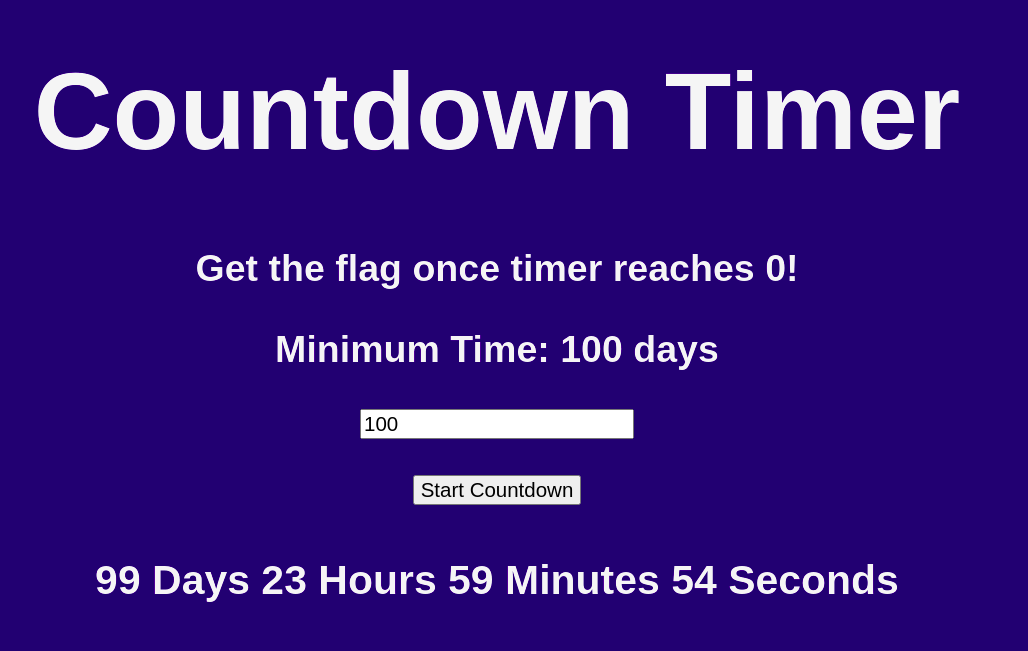 Countdown Timer
Get the flag once timer reaches 0!
Minimum Time: 100 days
100
Start Countdown
99 Days 23 Hours 59 Minutes 54 Seconds